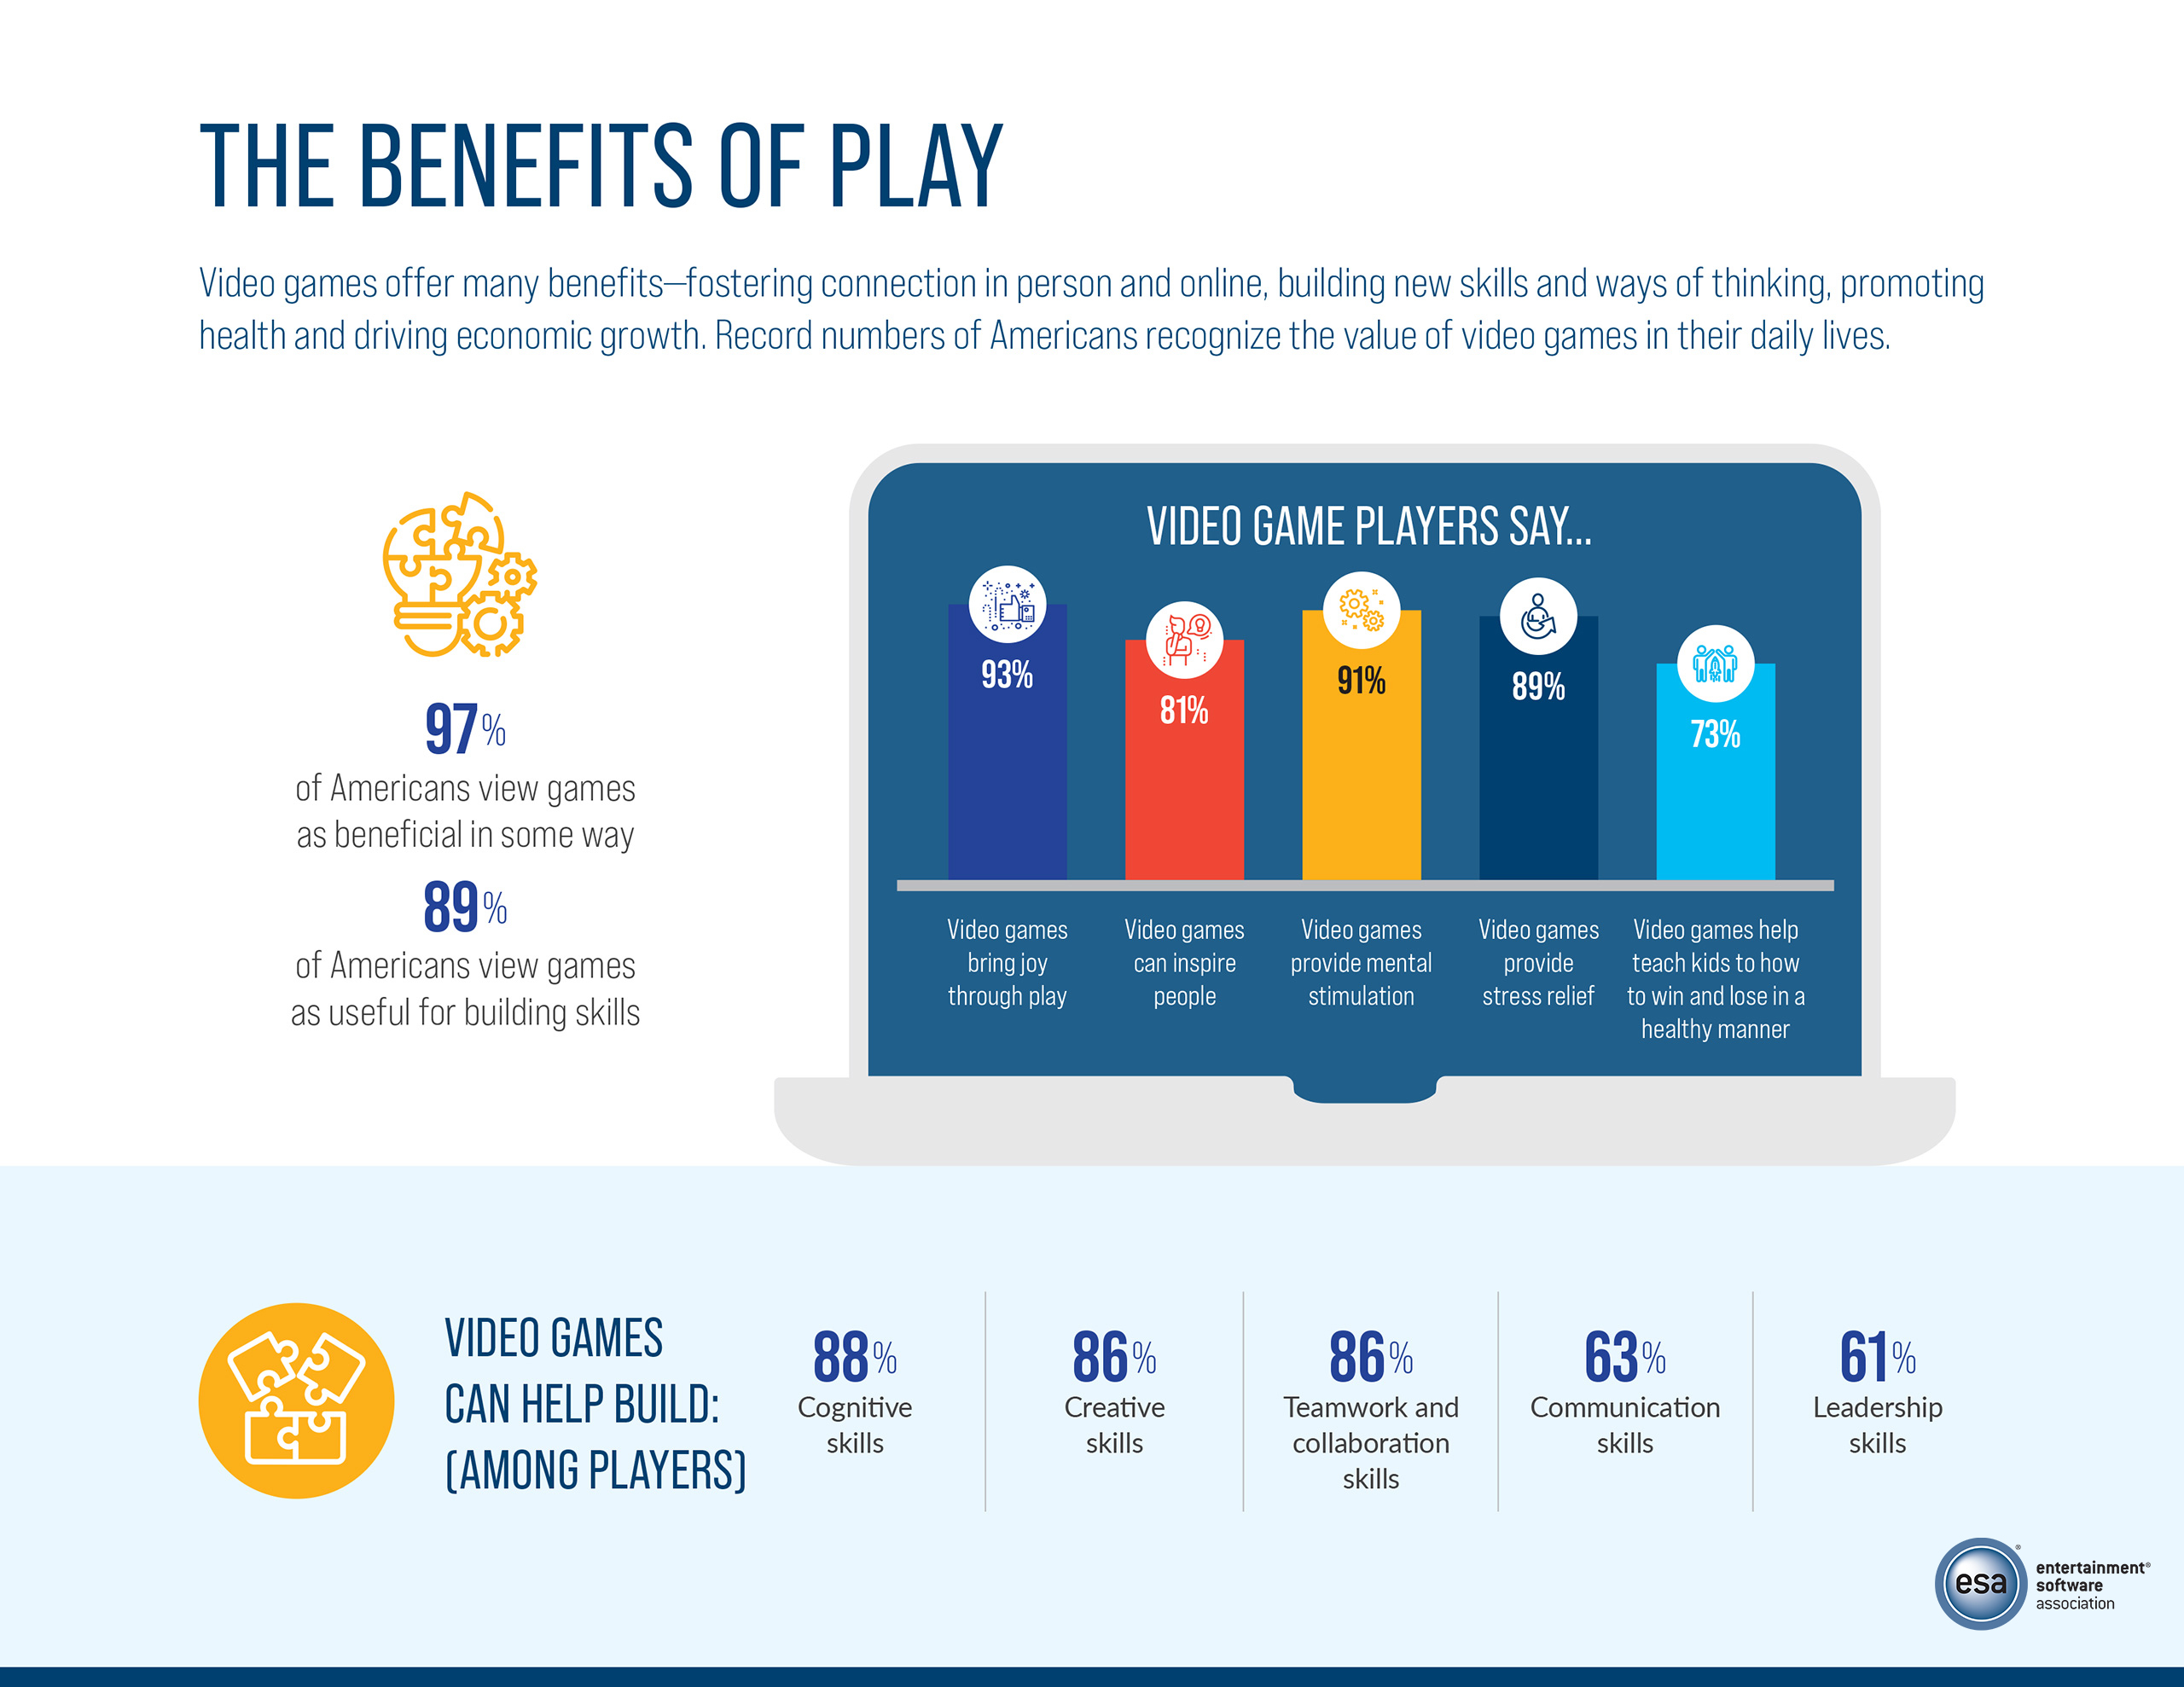 THE BENEFITS OF PLAY
Video games offer many benefits—fostering connection in person and online, building new skills and ways of thinking, promoting
health and driving economic growth. Record numbers of Americans recognize the value of video games in their daily lives.
97%
of Americans view games
as beneficial in some way
89%
of Americans view games
as useful for building skills
VIDEO GAME PLAYERS SAY...
93%
81%
91%
89%
73%
Video games
bring joy
through play
Video games
can inspire
people
Video games
provide mental
stimulation
Video games
provide
stress relief
Video games help
teach kids to how
to win and lose in a
healthy manner
VIDEO GAMES
CAN HELP BUILD:
(AMONG PLAYERS)
88%
Cognitive
skills
86%
Creative
skills
86%
Teamwork and
collaboration
skills
63%
Communication
skills
61%
Leadership
skills
esa®
entertainment®
software
association